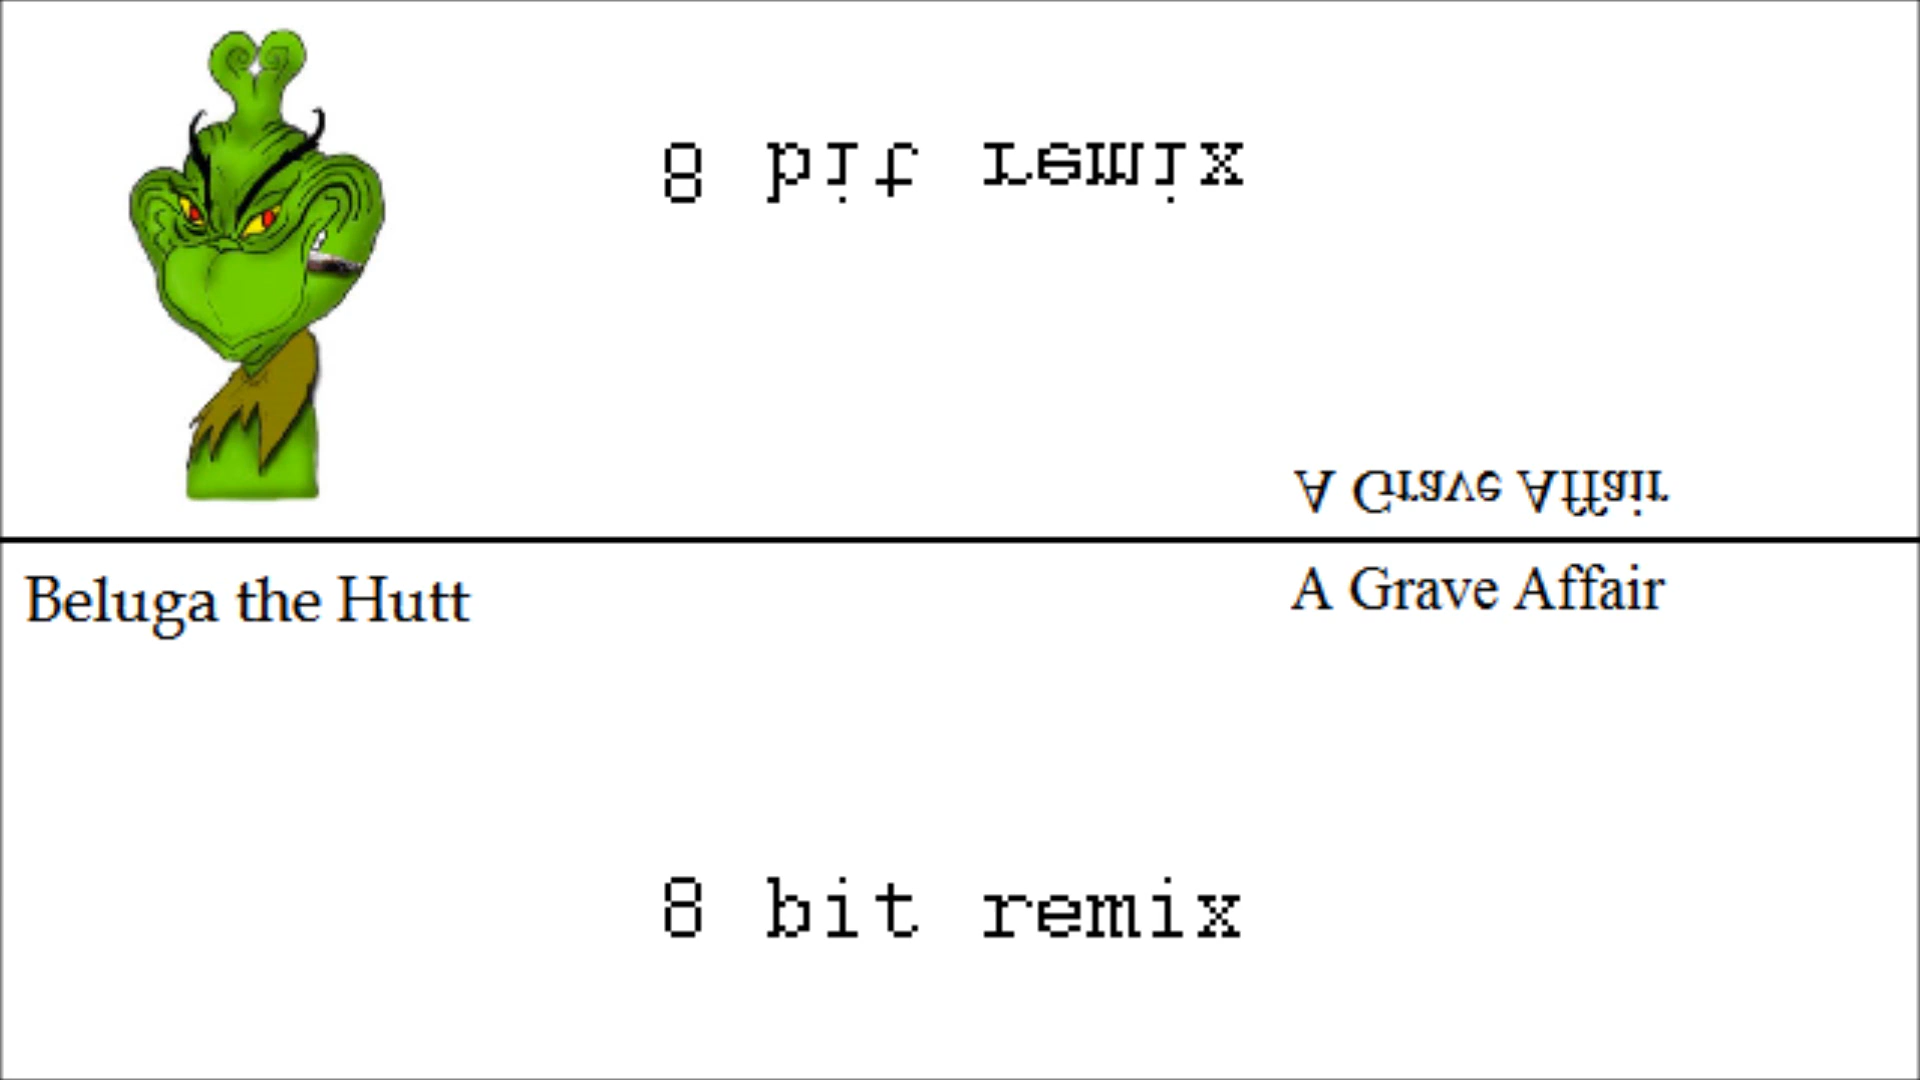 8 bit remix
A Grave Affair
Beluga the Hutt
A Grave Affair
8 bit remix